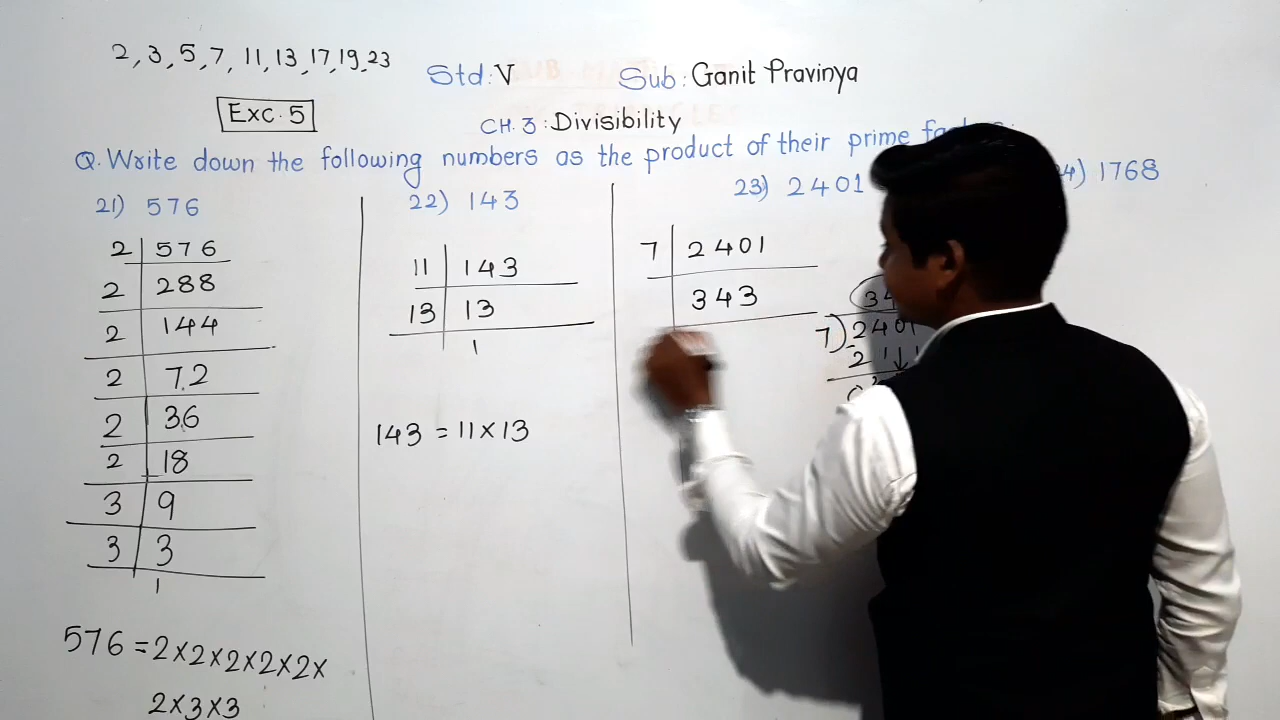 2, 3, 5, 7, 11, 13, 17, 19, 23
Std: V Sub: Ganit Pravinya
Exc. 5
CH. 3: Divisibility
Q. Write down the following numbers as the product of their prime
21) 576
2 | 576
2 | 288
2 | 144
2 | 72
2 | 36
2 | 18
3 | 9
3 | 3
1
576 = 2×2×2×2×2×
2×3×3
22) 143
11 | 143
13 | 13
1
143 = 11×13
23) 2401
7 | 2401
343
7)2401
2 1
1768